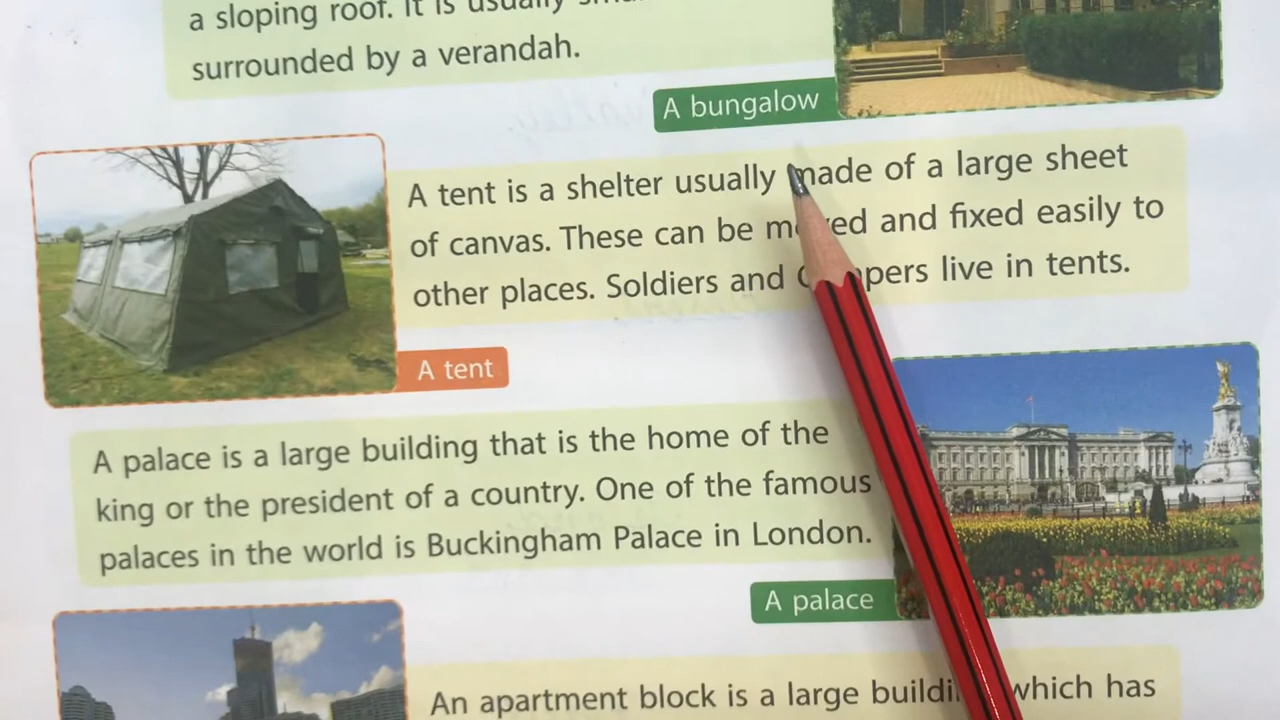 a sloping roof. It is usually
surrounded by a verandah.
A bungalow
A tent is a shelter usually made of a large sheet
of canvas. These can be moved and fixed easily to
other places. Soldiers and Campers live in tents.
A tent
A palace is a large building that is the home of the
king or the president of a country. One of the famous
palaces in the world is Buckingham Palace in London.
A palace
An apartment block is a large building which has